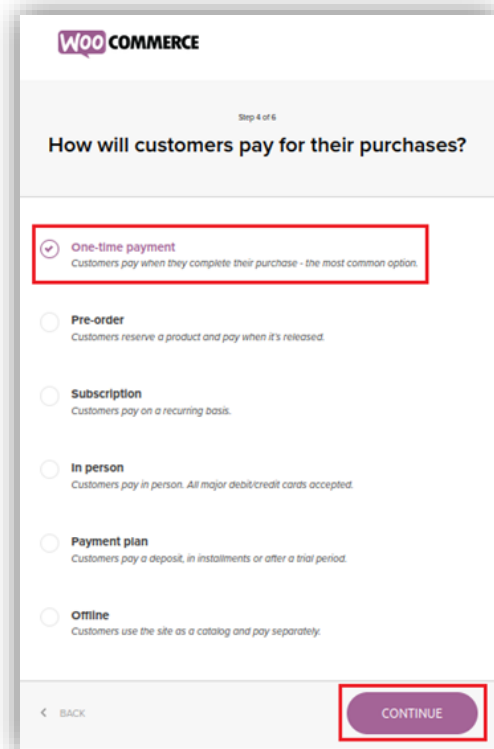 WOO COMMERCE
Step 4 of 6
How will customers pay for their purchases?
One-time payment
Customers pay when they complete their purchase - the most common option.
Pre-order
Customers reserve a product and pay when it's released.
Subscription
Customers pay on a recurring basis.
In person
Customers pay in person. All major debit/credit cards accepted.
Payment plan
Customers pay a deposit, in installments or after a trial period.
Offline
Customers use the site as a catalog and pay separately.
BACK
CONTINUE